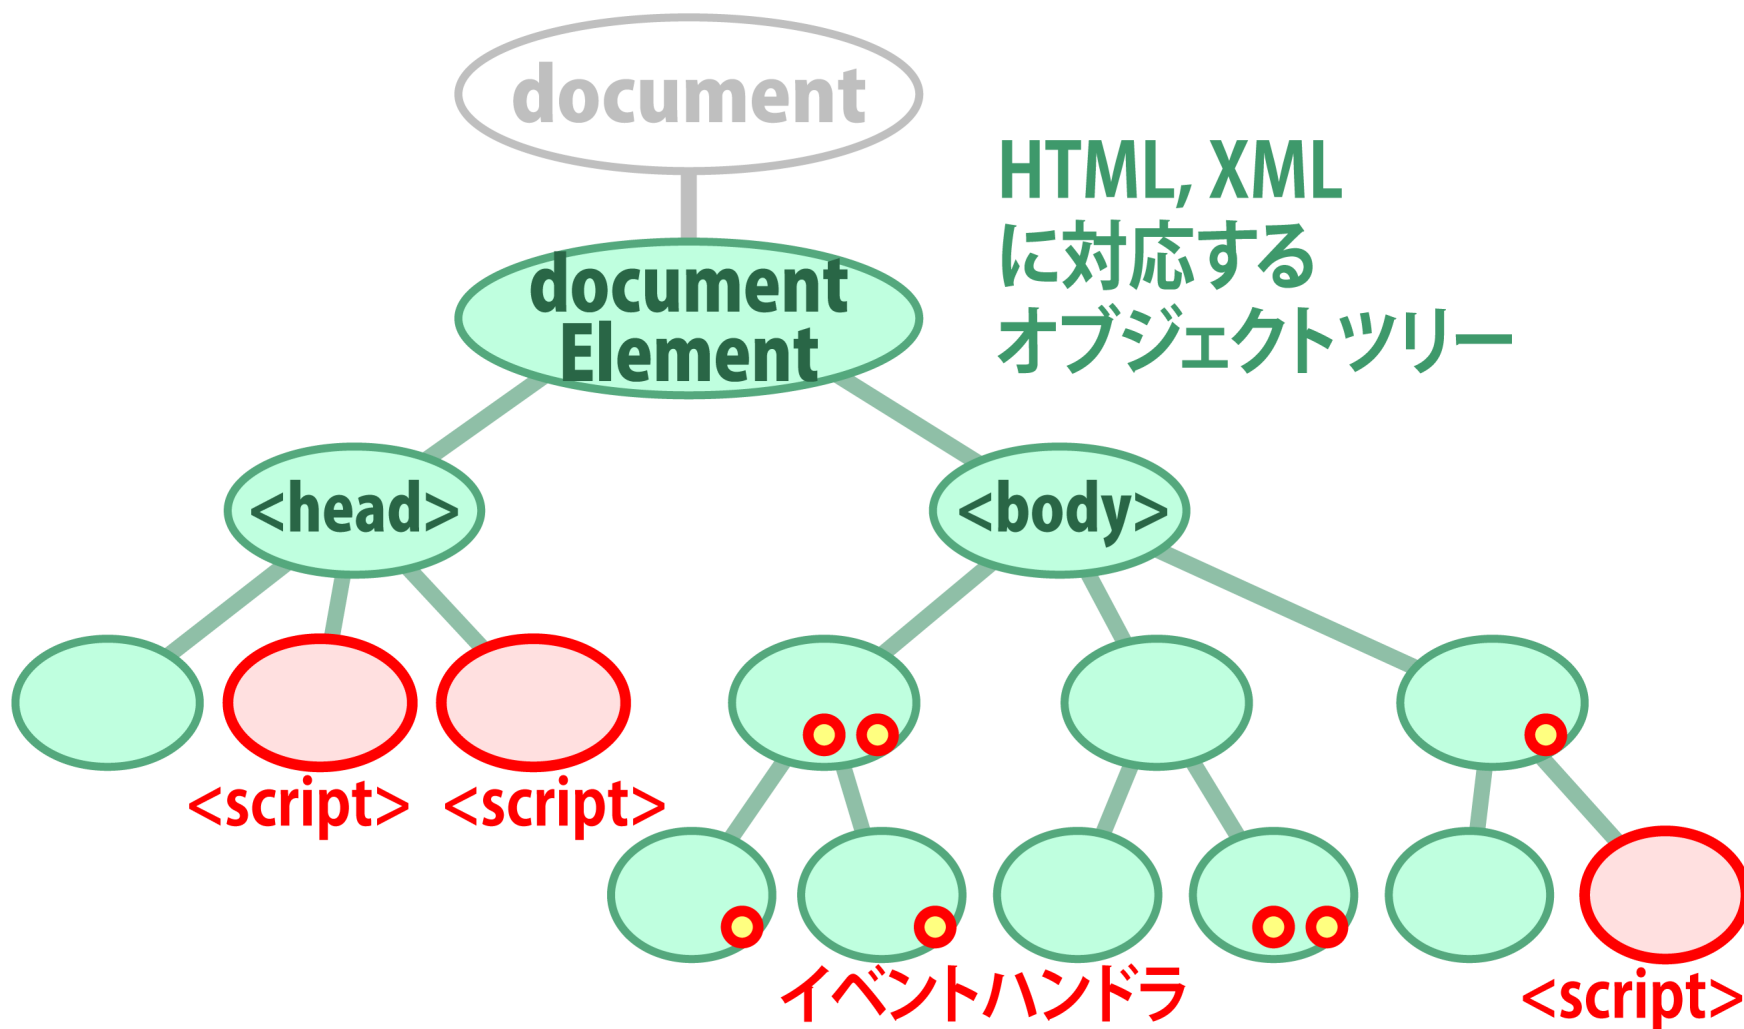 document
HTML, XML
に対応する
オブジェクトツリー
document
Element
<head>
<body>
<script>
<script>
イベントハンドラ
<script>